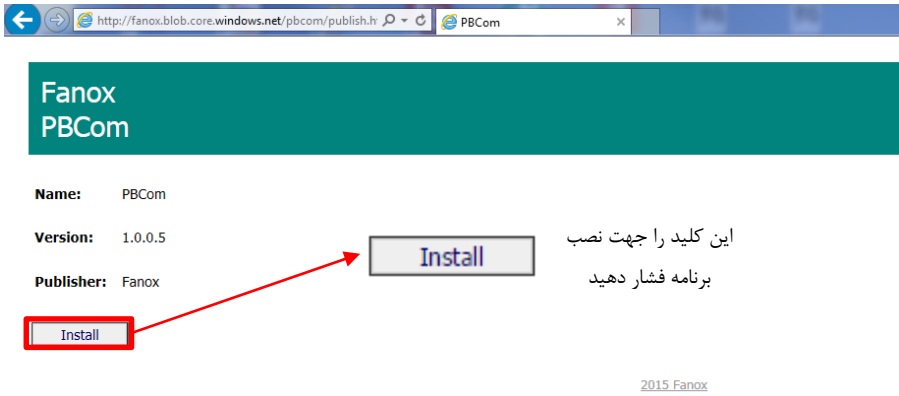 http://fanox.blob.core.windows.net/pbcom/publish.h
PBCom
Fanox
PBCom
Name: PBCom
Version: 1.0.0.5
Publisher: Fanox
Install
Install
این کلید را جهت نصب
برنامه فشار دهید
2015 Fanox